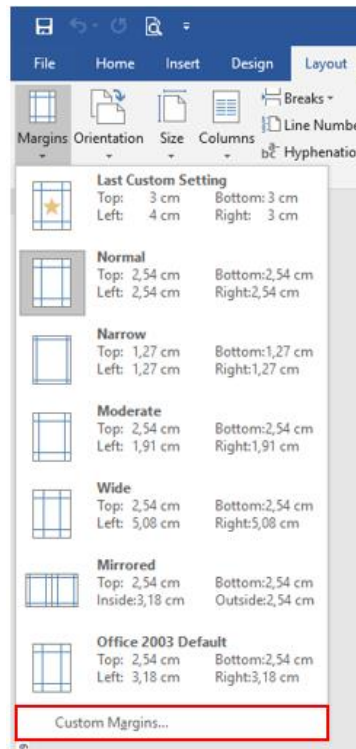 File Home Insert Design Layout
Margins Orientation Size Columns
Breaks
Line Numbe
Hyphenatio
Last Custom Setting
Top: 3 cm Bottom: 3 cm
Left: 4 cm Right: 3 cm
Normal
Top: 2,54 cm Bottom:2,54 cm
Left: 2,54 cm Right:2,54 cm
Narrow
Top: 1,27 cm Bottom:1,27 cm
Left: 1,27 cm Right:1,27 cm
Moderate
Top: 2,54 cm Bottom:2,54 cm
Left: 1,91 cm Right:1,91 cm
Wide
Top: 2,54 cm Bottom:2,54 cm
Left: 5,08 cm Right:5,08 cm
Mirrored
Top: 2,54 cm Bottom:2,54 cm
Inside:3,18 cm Outside:2,54 cm
Office 2003 Default
Top: 2,54 cm Bottom:2,54 cm
Left: 3,18 cm Right:3,18 cm
Custom Margins...